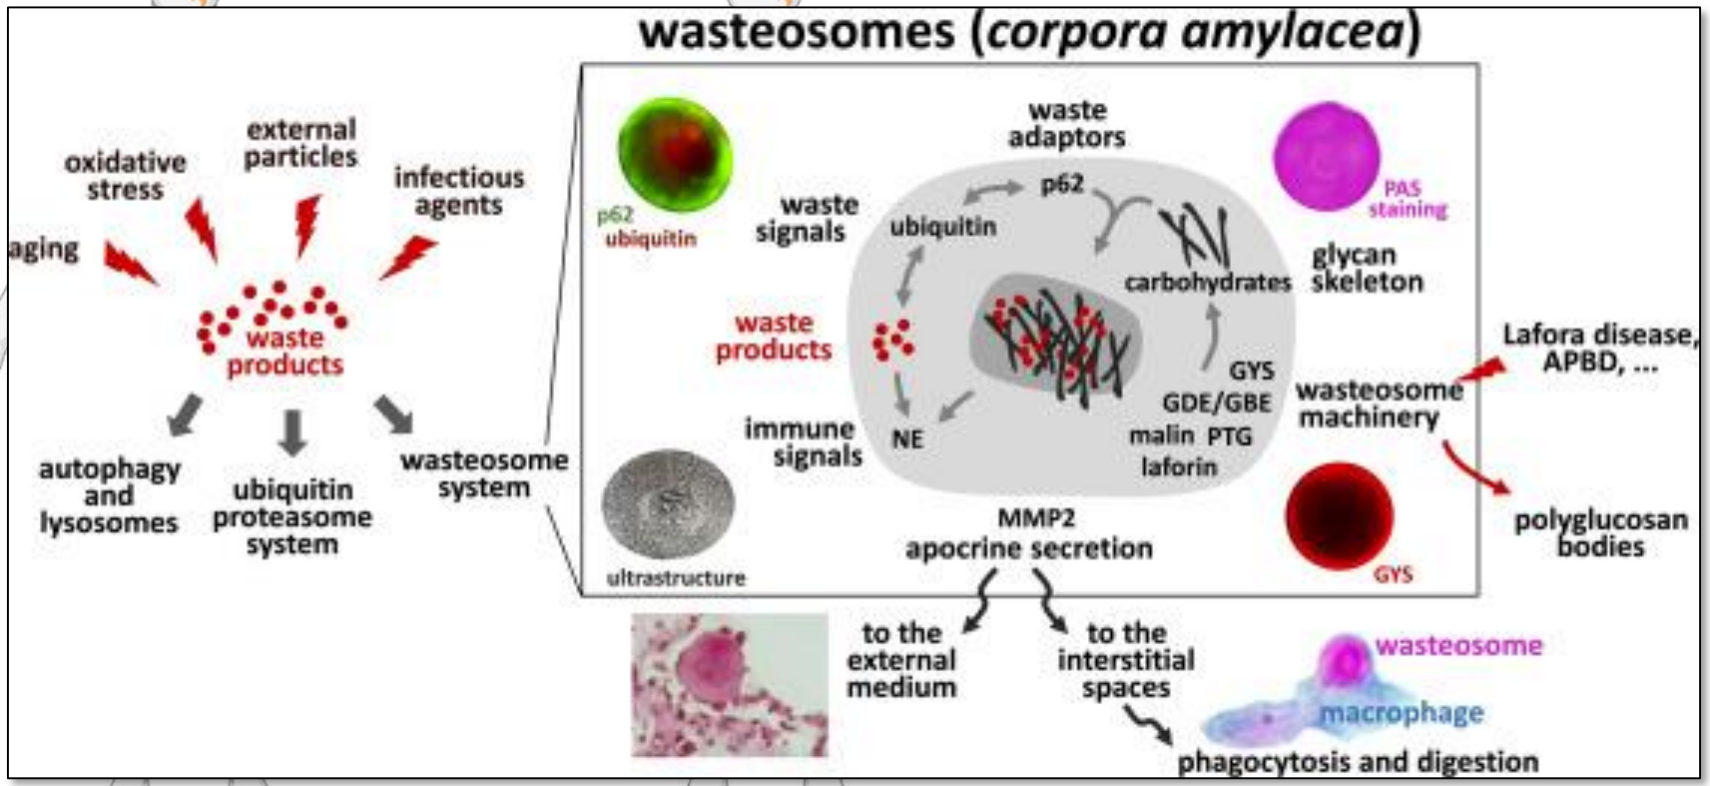 wasteosomes (corpora amylacea)
aging
oxidative
stress
external
particles
infectious
agents
waste
products
autophagy
and
lysosomes
ubiquitin
proteasome
system
wasteosome
system
p62
ubiquitin
waste
adaptors
PAS
staining
waste
signals
p62
ubiquitin
carbohydrates
glycan
skeleton
waste
products
immune
signals
NE
GYS
GDE/GBE
malin PTG
laforin
wasteosome
machinery
Lafora disease,
APBD, ...
polyglucosan
bodies
ultrastructure
MMP2
apocrine secretion
GYS
to the
external
medium
to the
interstitial
spaces
wasteosome
macrophage
phagocytosis and digestion